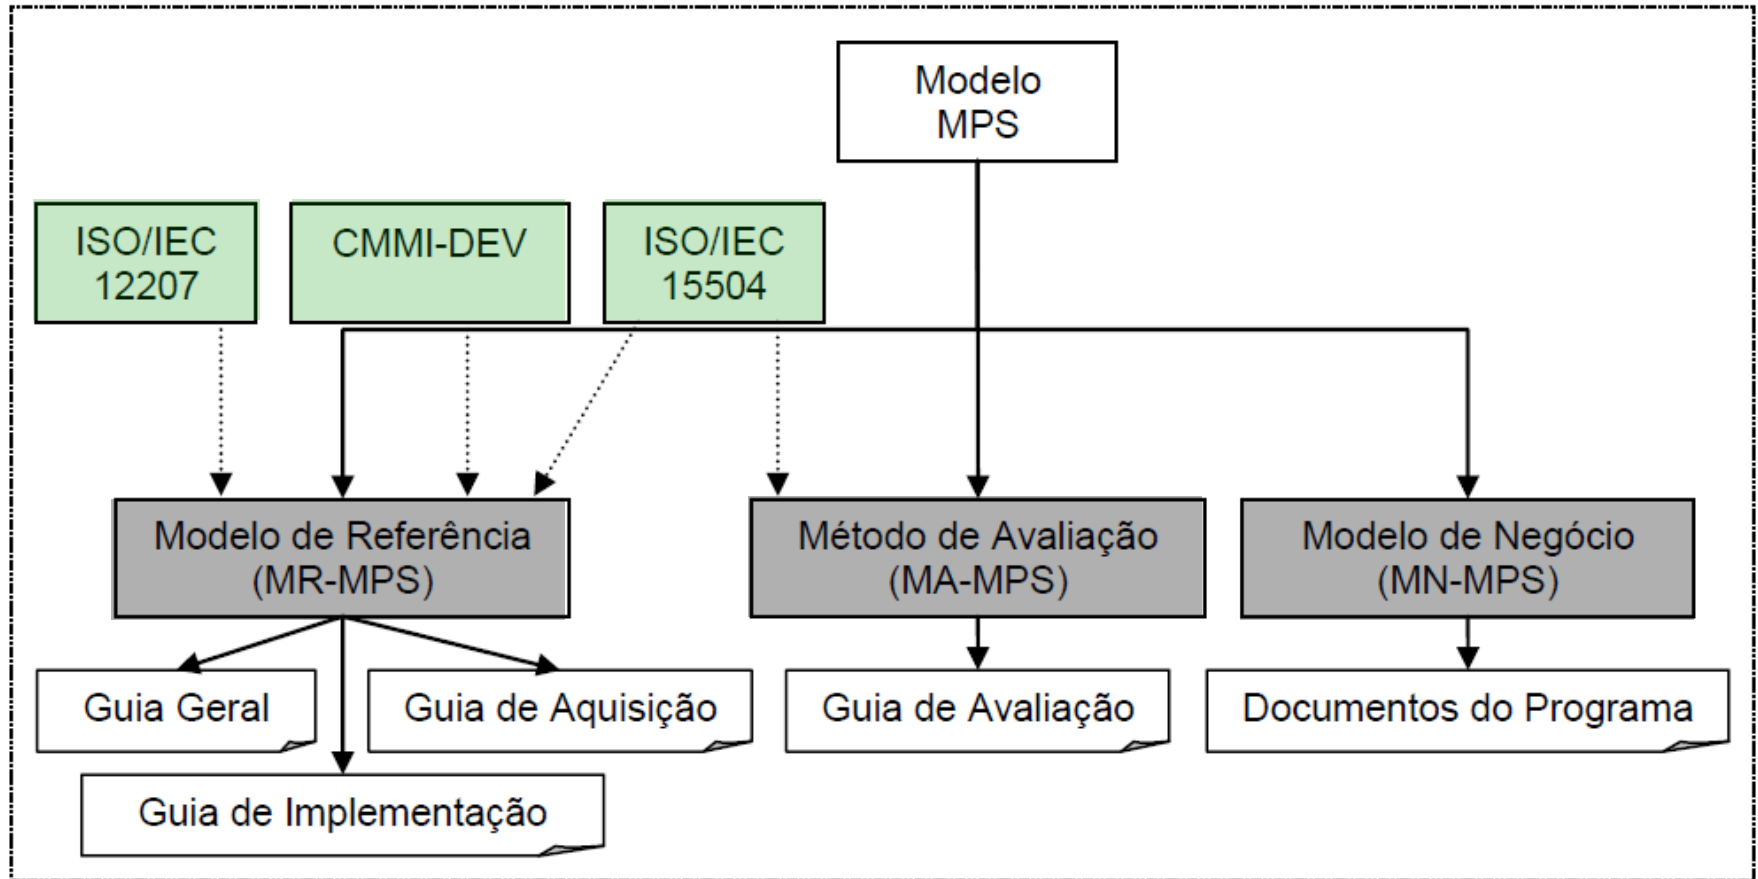 Modelo
MPS
ISO/IEC
12207
CMMI-DEV
ISO/IEC
15504
Modelo de Referência
(MR-MPS)
Método de Avaliação
(MA-MPS)
Modelo de Negócio
(MN-MPS)
Guia Geral
Guia de Aquisição
Guia de Avaliação
Documentos do Programa
Guia de Implementação